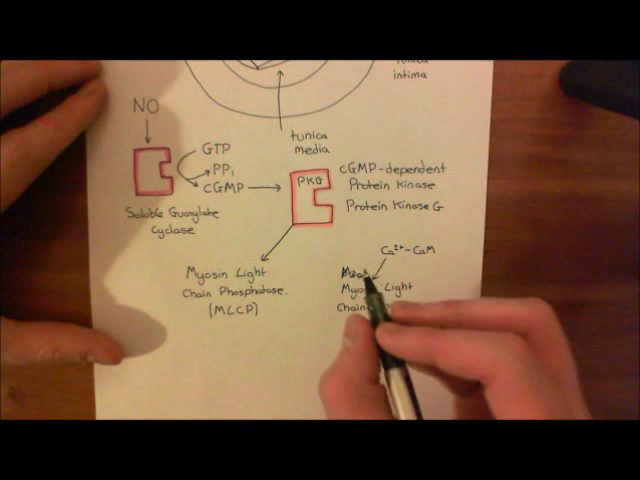 tunica
intima
NO
tunica
media
GTP
PPi
cGMP
PKG
cGMP-dependent
Protein Kinase
Protein Kinase G
Soluble Guanylate
cyclase
Ca2+-CaM
Myosin Light
Chain Phosphatase.
(MLCP)
Myosin Light
Chain